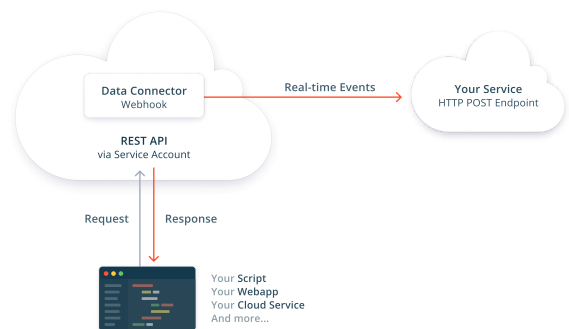 Data Connector
Webhook
Real-time Events
Your Service
HTTP POST Endpoint
REST API
via Service Account
Request
Response
Your Script
Your Webapp
Your Cloud Service
And more...